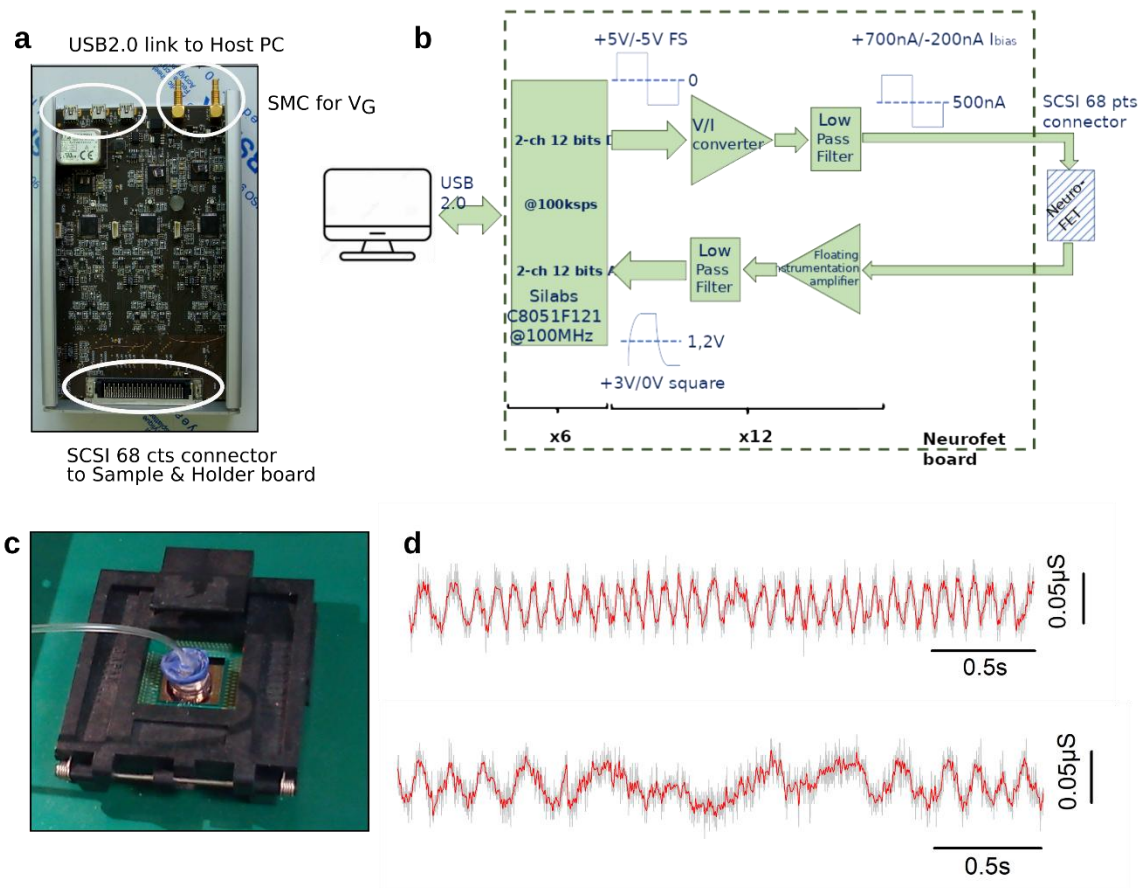 a
USB2.0 link to Host PC
SMC for VG
SCSI 68 cts connector
to Sample & Holder board
b
+5V/-5V FS
0
+700nA/-200nA Ibias
500nA
SCSI 68 pts
connector
USB
2.0
2-ch 12 bits D
@100ksps
2-ch 12 bits A
Silabs
C8051F121
@100MHz
V/I
converter
Low
Pass
Filter
Neuro-
FET
Floating
nstrumentation
amplifier
Low
Pass
Filter
1,2V
+3V/0V square
x6
x12
Neurofet
board
c
d
0.05µS
0.5s
0.05µS
0.5s